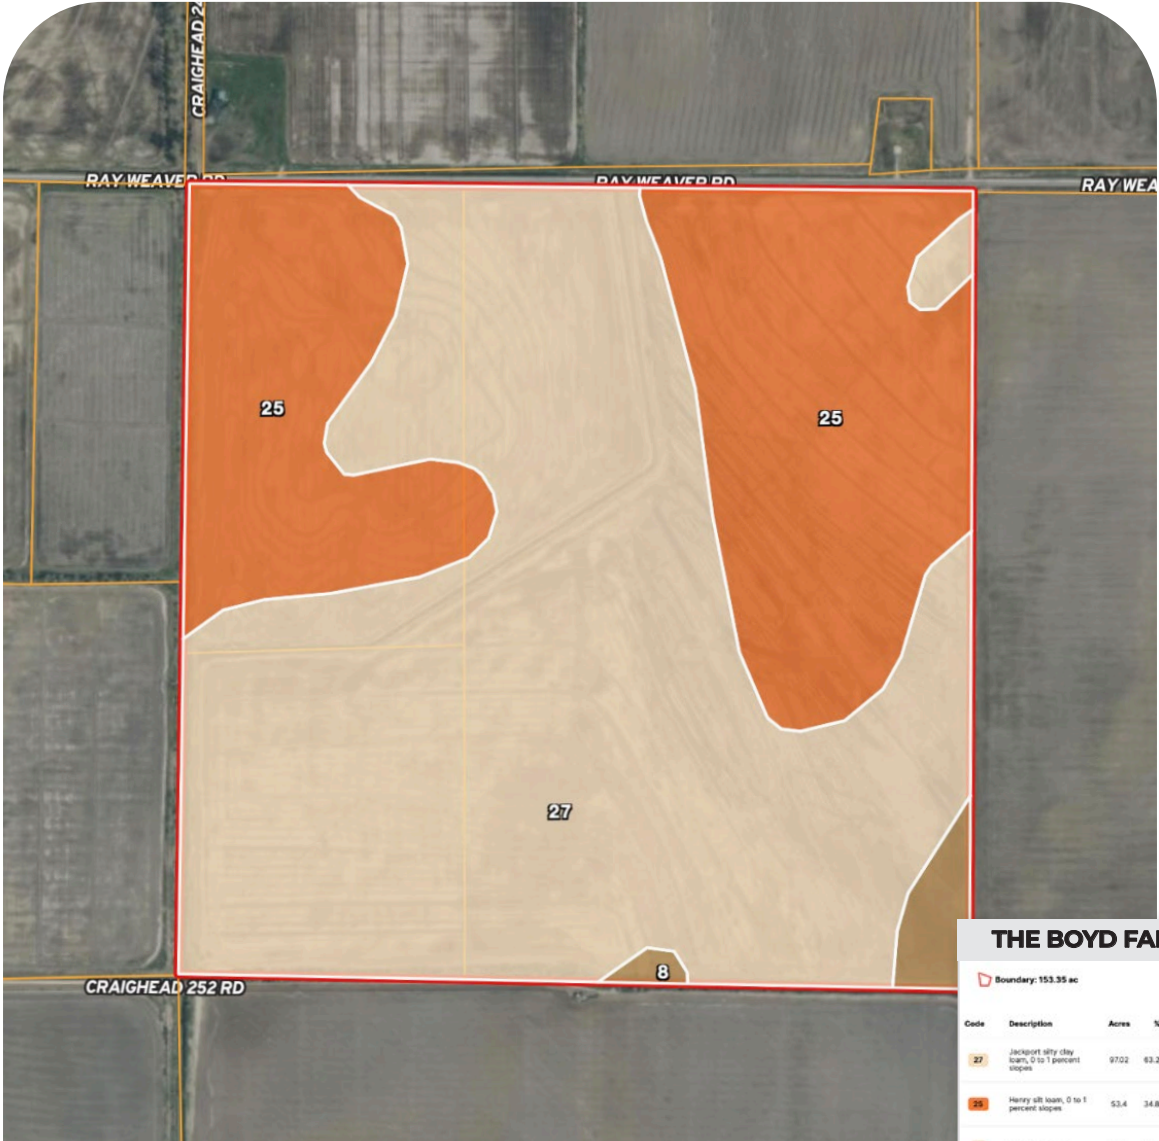 CRAIGHEAD 24
RAY WEAVER RD
RAY WEAVER RD
RAY WEA
25
25
27
8
CRAIGHEAD 252 RD
THE BOYD FA
Boundary: 153.35 ac
Code Description Acres %
27 Jackport silty clay
loam, 0 to 1 percent
slopes 97.02 63.2
25 Henry silt loam, 0 to 1
percent slopes 53.4 34.8